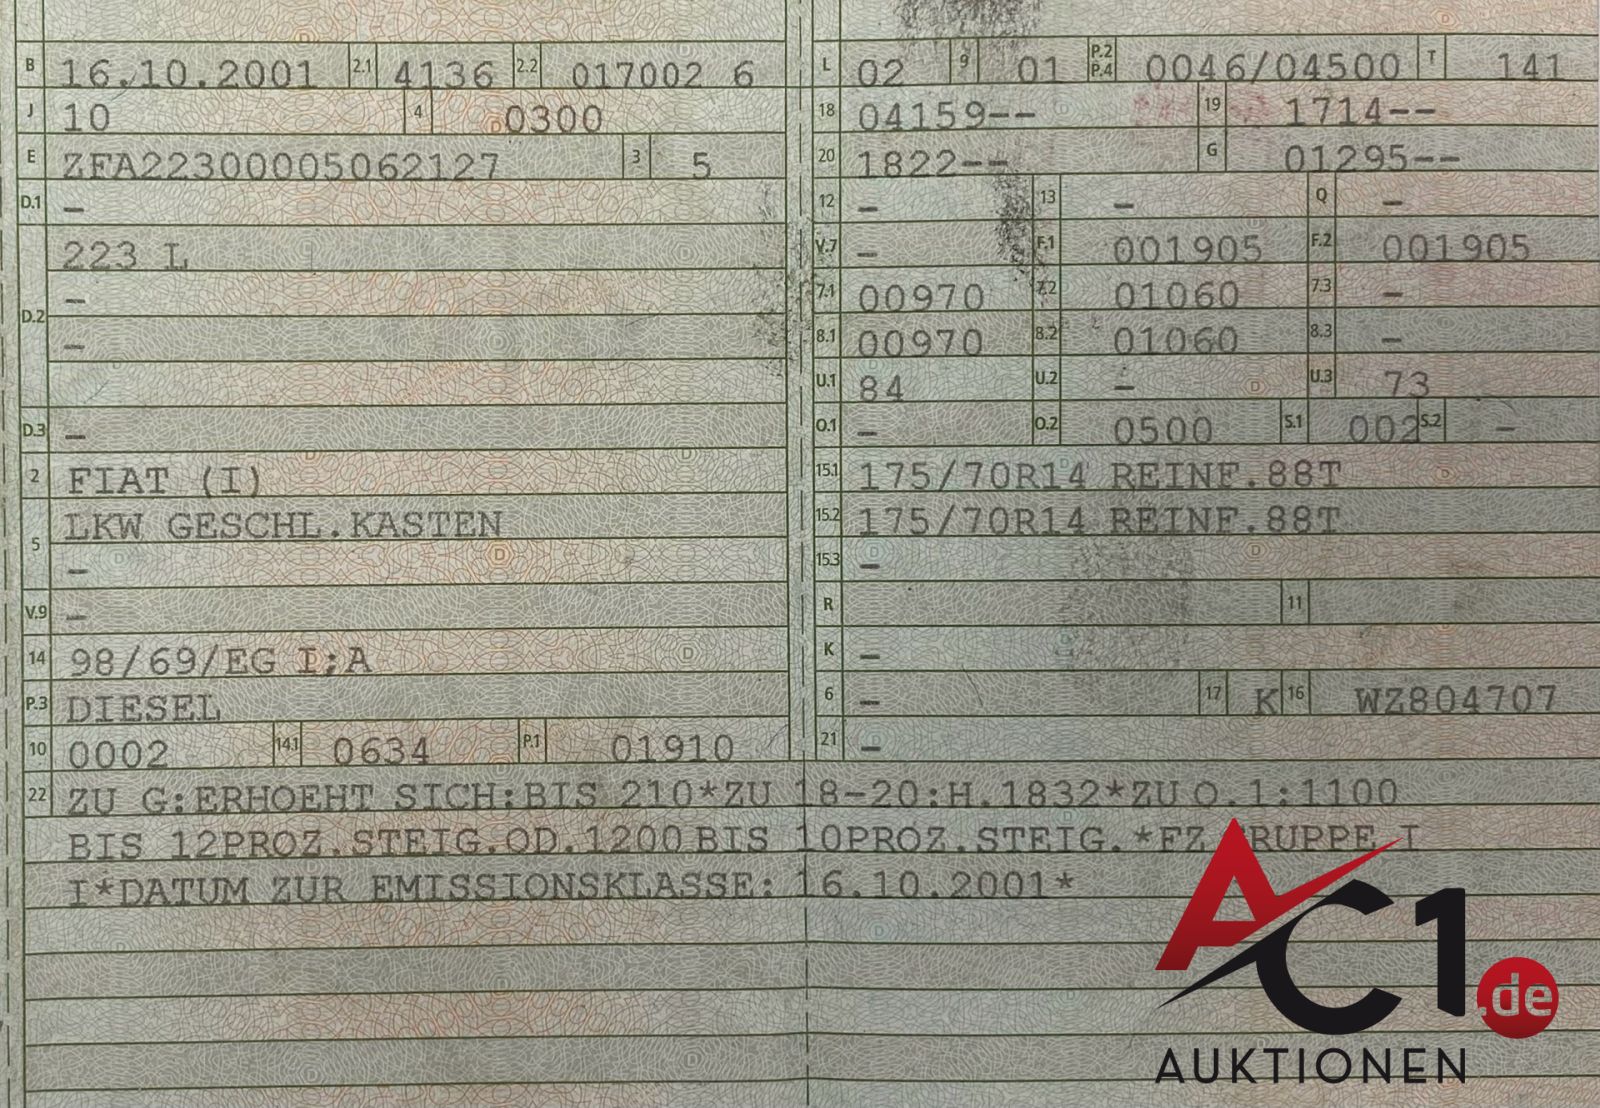 B 16.10.2001 2.1 4136 2.2 017002 6
J 10 4 0300
E ZFA22300005062127 3 5
D.1 –
D.2 223 L
–
–
D.3 –
2 FIAT (I)
5 LKW GESCHL.KASTEN
–
V.9 –
14 98/69/EG I;A
P.3 DIESEL
10 0002 14.1 0634 P.1 01910
L 02 9 01 P.2 P.4 0046/04500 T 141
18 04159–– 19 1714––
20 1822–– G 01295––
12 – 13 – Q –
V.7 – F.1 001905 F.2 001905
7.1 00970 7.2 01060 7.3 –
8.1 00970 8.2 01060 8.3 –
U.1 84 U.2 – U.3 73
O.1 – O.2 0500 S.1 002 S.2 –
15.1 175/70R14 REINF.88T
15.2 175/70R14 REINF.88T
15.3 –
R 11
K –
6 – 17 K 16 WZ804707
21 –
22 ZU G:ERHOEHT SICH:BIS 210*ZU 18-20:H.1832*ZU O.1:1100
BIS 12PROZ.STEIG.OD.1200 BIS 10PROZ.STEIG.*FZ RUPPE I
I*DATUM ZUR EMISSIONSKLASSE: 16.10.2001*
AC1.de
AUKTIONEN